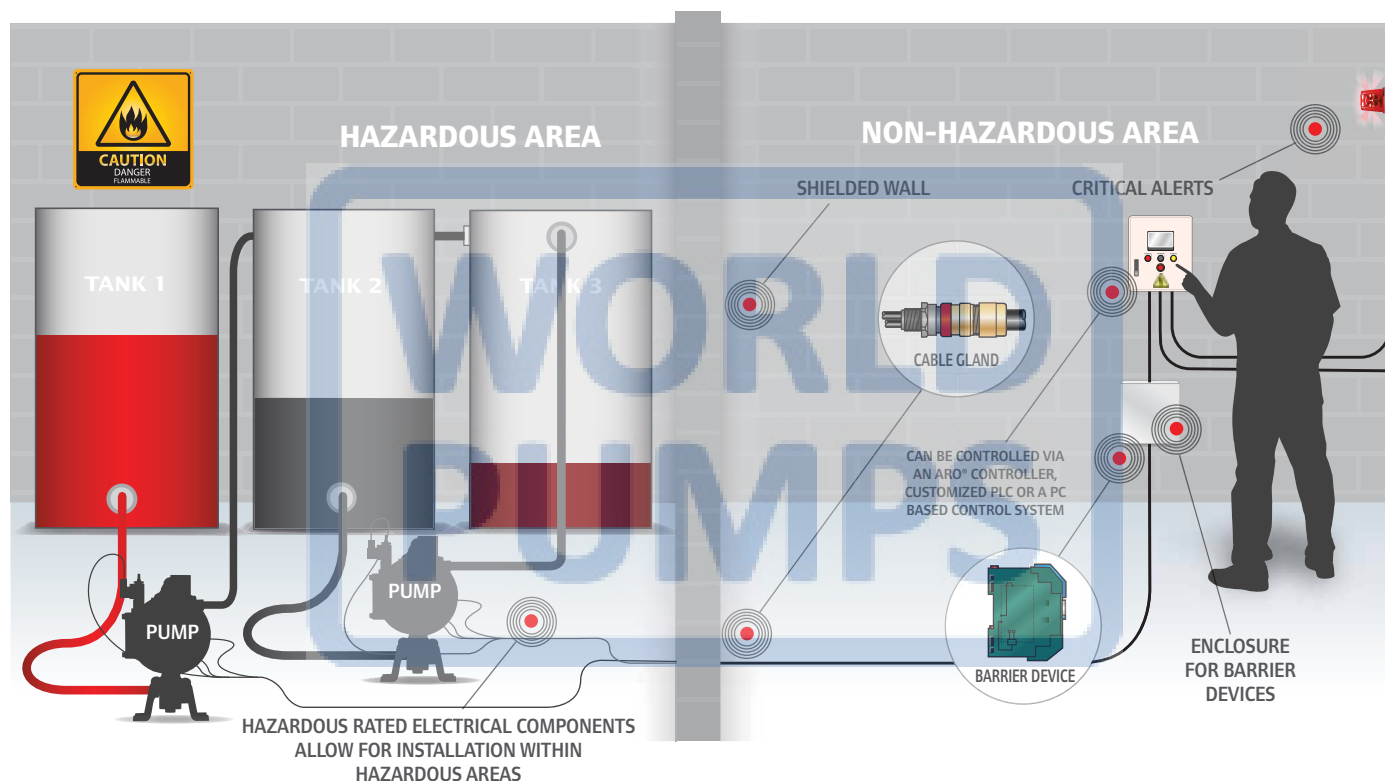 CAUTION
DANGER
FLAMMABLE
HAZARDOUS AREA
NON-HAZARDOUS AREA
SHIELDED WALL
CRITICAL ALERTS
TANK 1
TANK 2
TANK 3
WORLD
PUMPS
CABLE GLAND
CAN BE CONTROLLED VIA
AN ARO® CONTROLLER,
CUSTOMIZED PLC OR A PC
BASED CONTROL SYSTEM
PUMP
PUMP
BARRIER DEVICE
ENCLOSURE
FOR BARRIER
DEVICES
HAZARDOUS RATED ELECTRICAL COMPONENTS
ALLOW FOR INSTALLATION WITHIN
HAZARDOUS AREAS